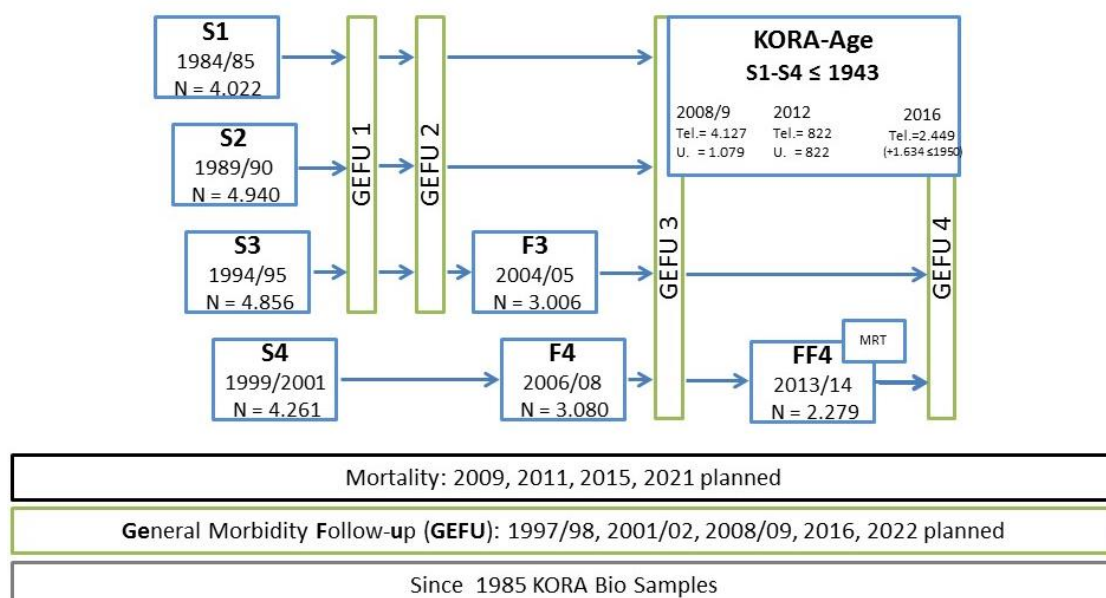 S1
1984/85
N = 4.022
S2
1989/90
N = 4.940
S3
1994/95
N = 4.856
S4
1999/2001
N = 4.261
GEFU 1
GEFU 2
F3
2004/05
N = 3.006
F4
2006/08
N = 3.080
GEFU 3
KORA-Age
S1-S4 ≤ 1943
2008/9
Tel.= 4.127
U. = 1.079
2012
Tel.= 822
U. = 822
2016
Tel.=2.449
(+1.634 ≤1950)
MRT
FF4
2013/14
N = 2.279
GEFU 4
Mortality: 2009, 2011, 2015, 2021 planned
General Morbidity Follow-up (GEFU): 1997/98, 2001/02, 2008/09, 2016, 2022 planned
Since 1985 KORA Bio Samples